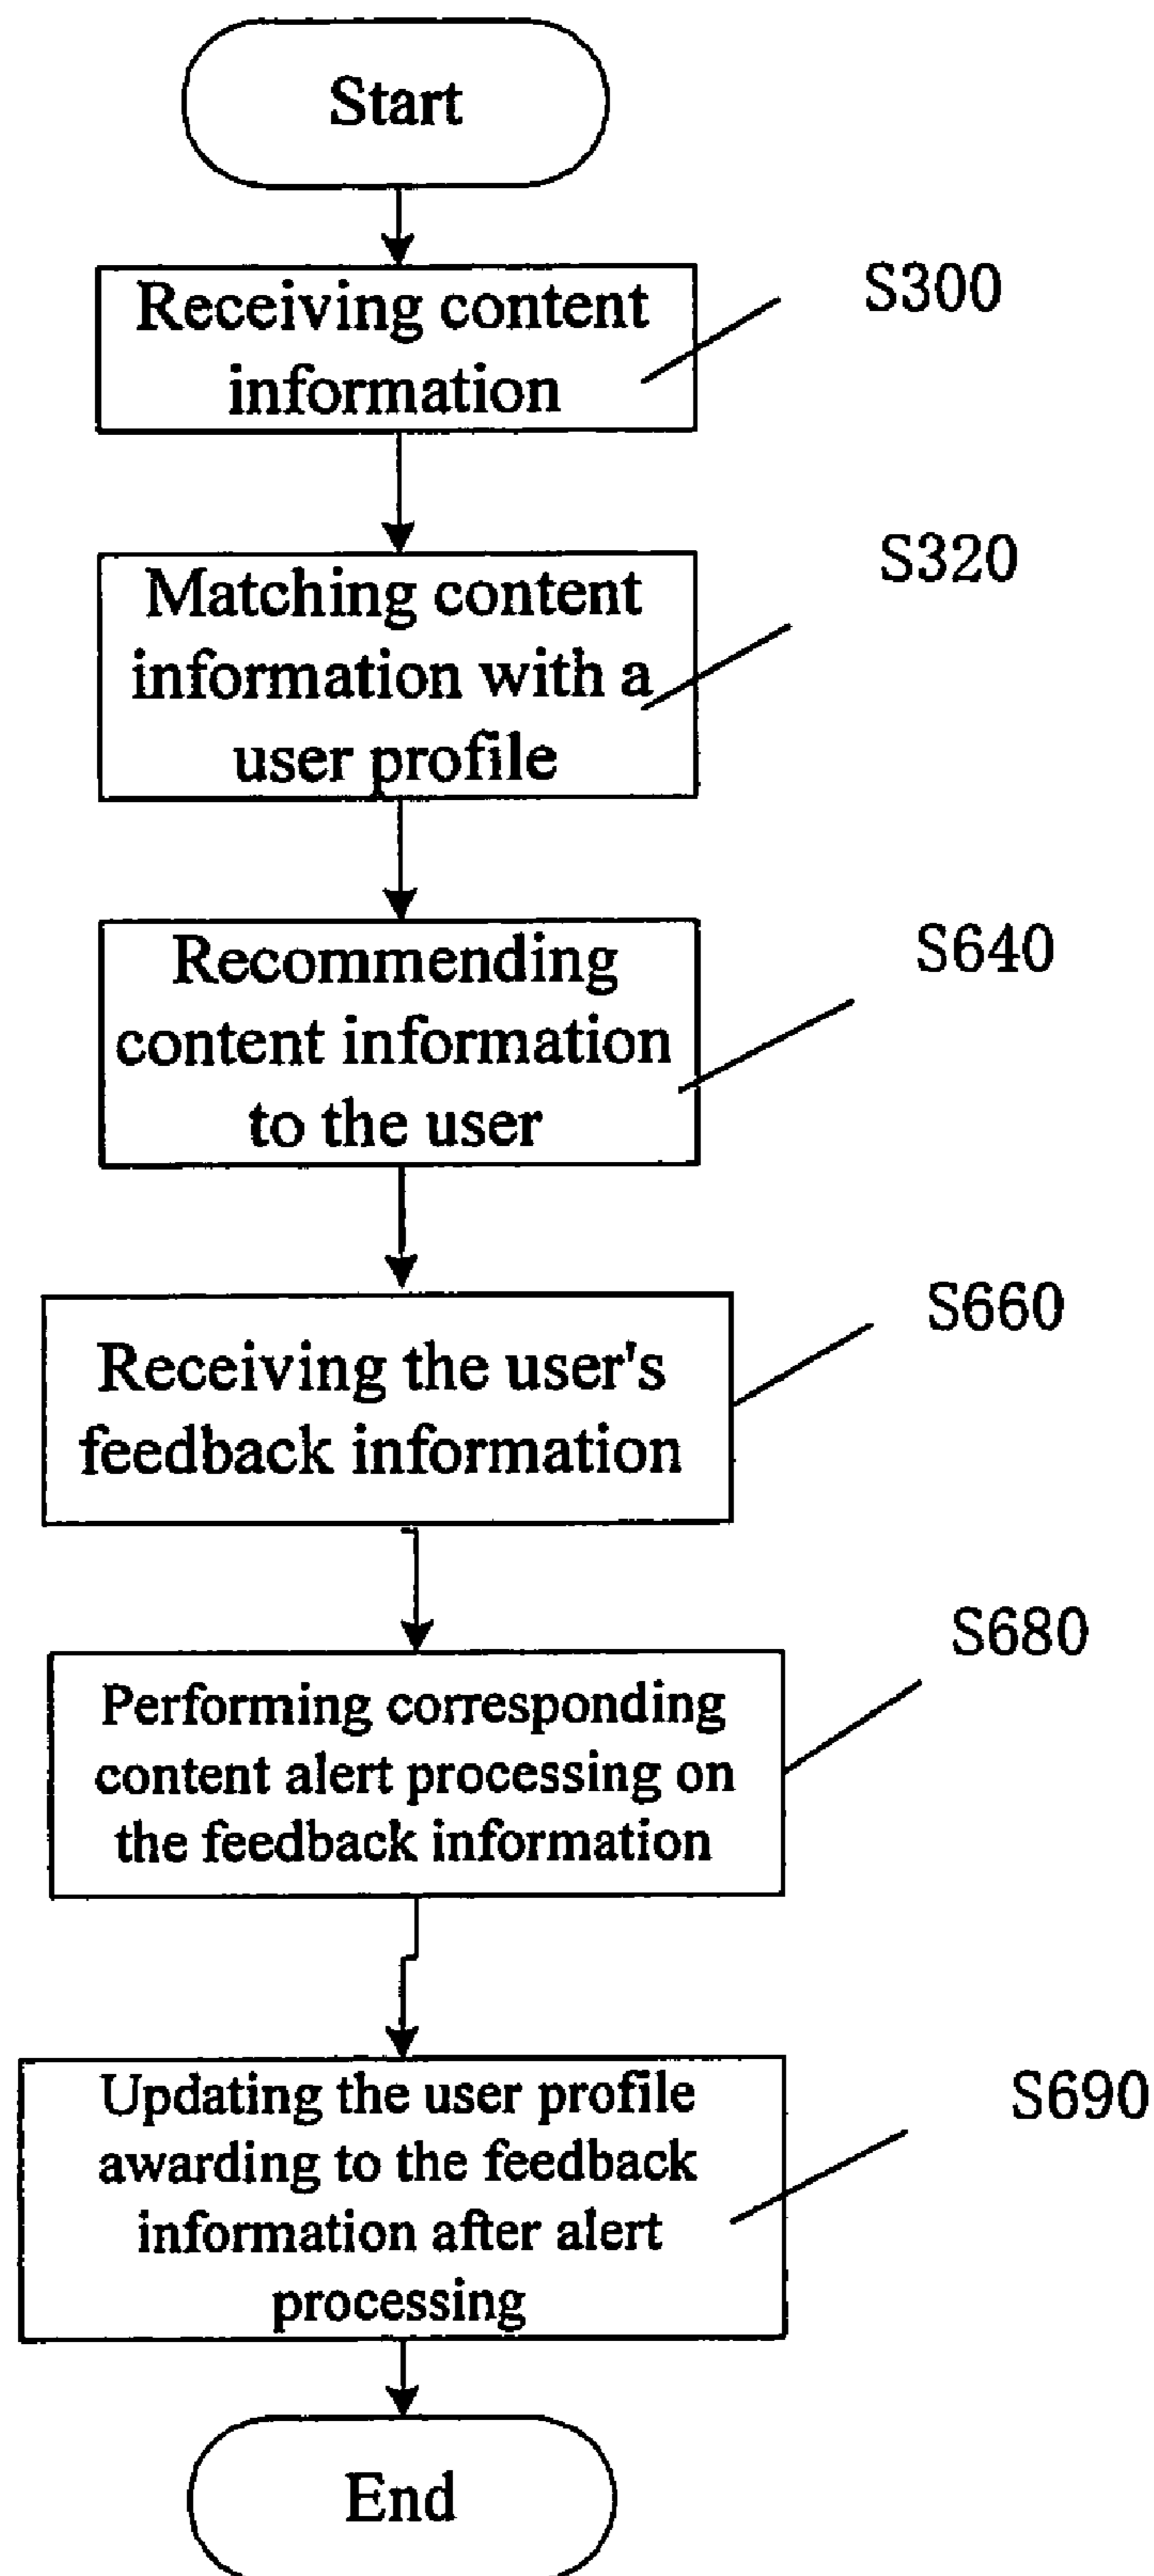 Start
Receiving content
information
S300
Matching content
information with a
user profile
S320
Recommending
content information
to the user
S640
Receiving the user's
feedback information
S660
Performing corresponding
content alert processing on
the feedback information
S680
Updating the user profile
awarding to the feedback
information after alert
processing
S690
End